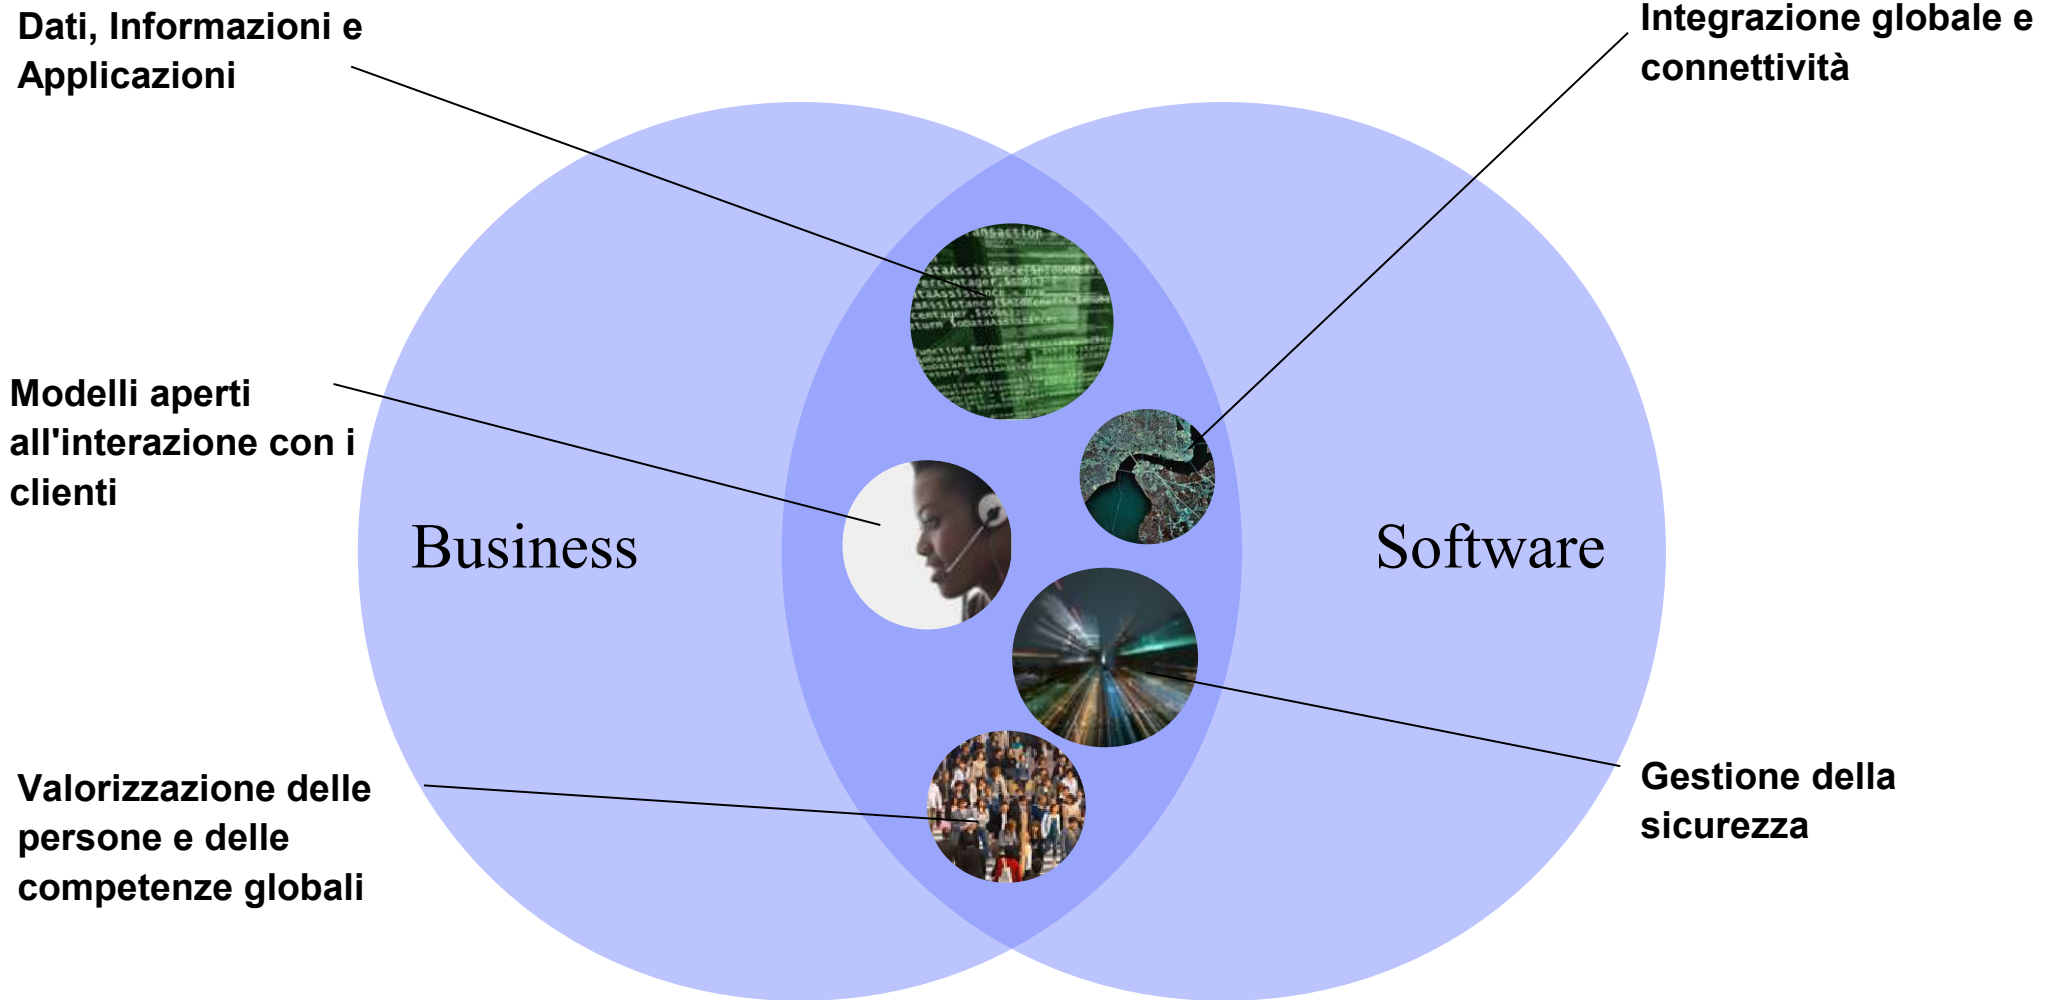 Dati, Informazioni e
Applicazioni
Integrazione globale e
connettività
Modelli aperti
all'interazione con i
clienti
Business
Software
Valorizzazione delle
persone e delle
competenze globali
Gestione della
sicurezza